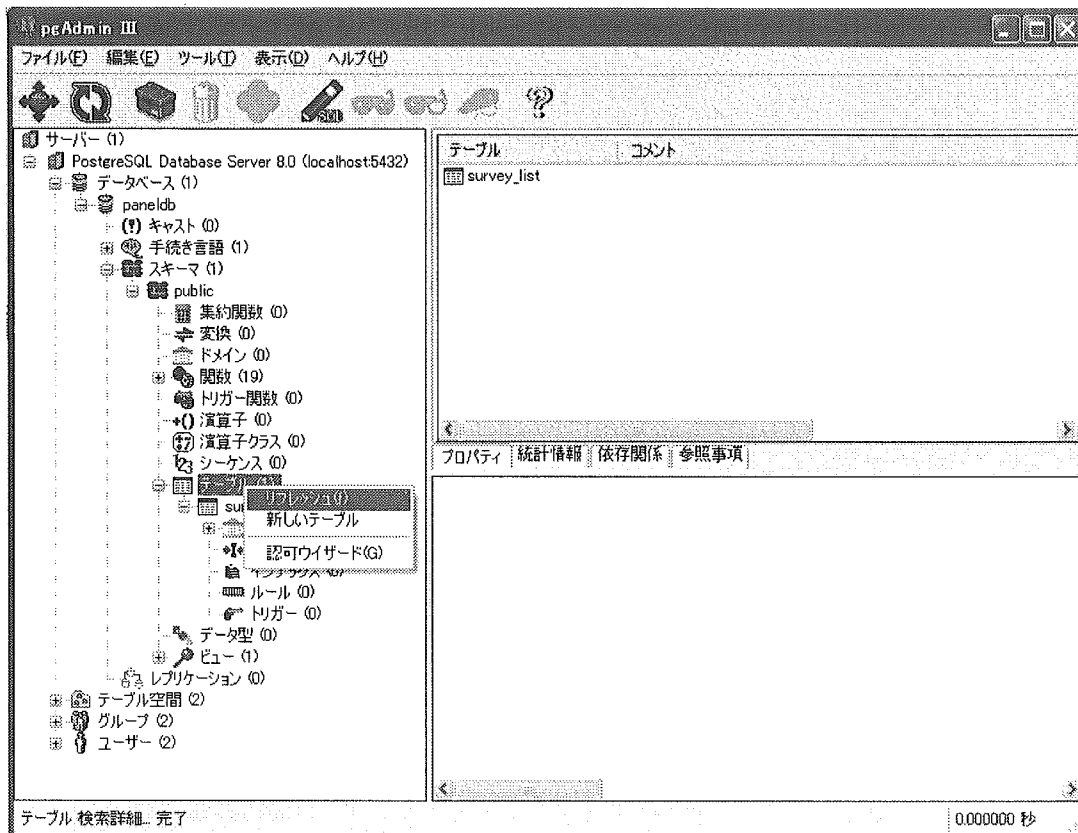 pgAdmin III
ファイル(F) 編集(E) ツール(T) 表示(D) ヘルプ(H)
SQL
サーバー (1)
PostgreSQL Database Server 8.0 (localhost:5432)
データベース (1)
paneldb
キャスト (0)
手続き言語 (1)
スキーマ (1)
public
集約関数 (0)
変換 (0)
ドメイン (0)
関数 (19)
トリガー関数 (0)
演算子 (0)
演算子クラス (0)
シーケンス (0)
テーブル
リフレッシュ(f)
新しいテーブル
認可ウィザード(G)
ルール (0)
トリガー (0)
データ型 (0)
ビュー (1)
レプリケーション (0)
テーブル空間 (2)
グループ (2)
ユーザー (2)
テーブル コメント
survey_list
プロパティ 統計情報 依存関係 参照事項
テーブル 検索詳細... 完了
0.000000 秒